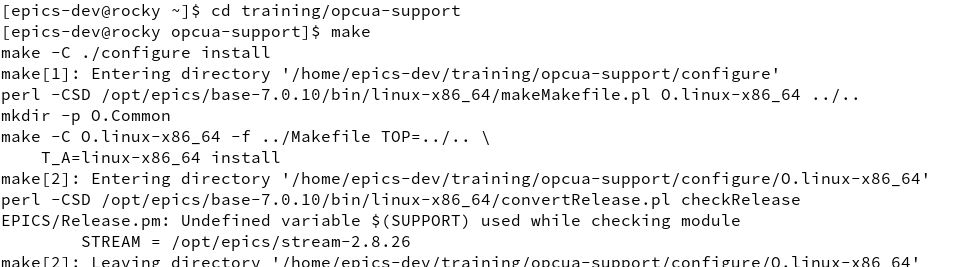 [epics-dev@rocky ~]$ cd training/opcua-support
[epics-dev@rocky opcua-support]$ make
make -C ./configure install
make[1]: Entering directory '/home/epics-dev/training/opcua-support/configure'
perl -CSD /opt/epics/base-7.0.10/bin/linux-x86_64/makeMakefile.pl O.linux-x86_64 ../..
mkdir -p O.Common
make -C O.linux-x86_64 -f ../Makefile TOP=../.. \
    T_A=linux-x86_64 install
make[2]: Entering directory '/home/epics-dev/training/opcua-support/configure/O.linux-x86_64'
perl -CSD /opt/epics/base-7.0.10/bin/linux-x86_64/convertRelease.pl checkRelease
EPICS/Release.pm: Undefined variable $(SUPPORT) used while checking module
        STREAM = /opt/epics/stream-2.8.26
make[2]: Leaving directory '/home/epics-dev/training/opcua-support/configure/O.linux-x86_64'